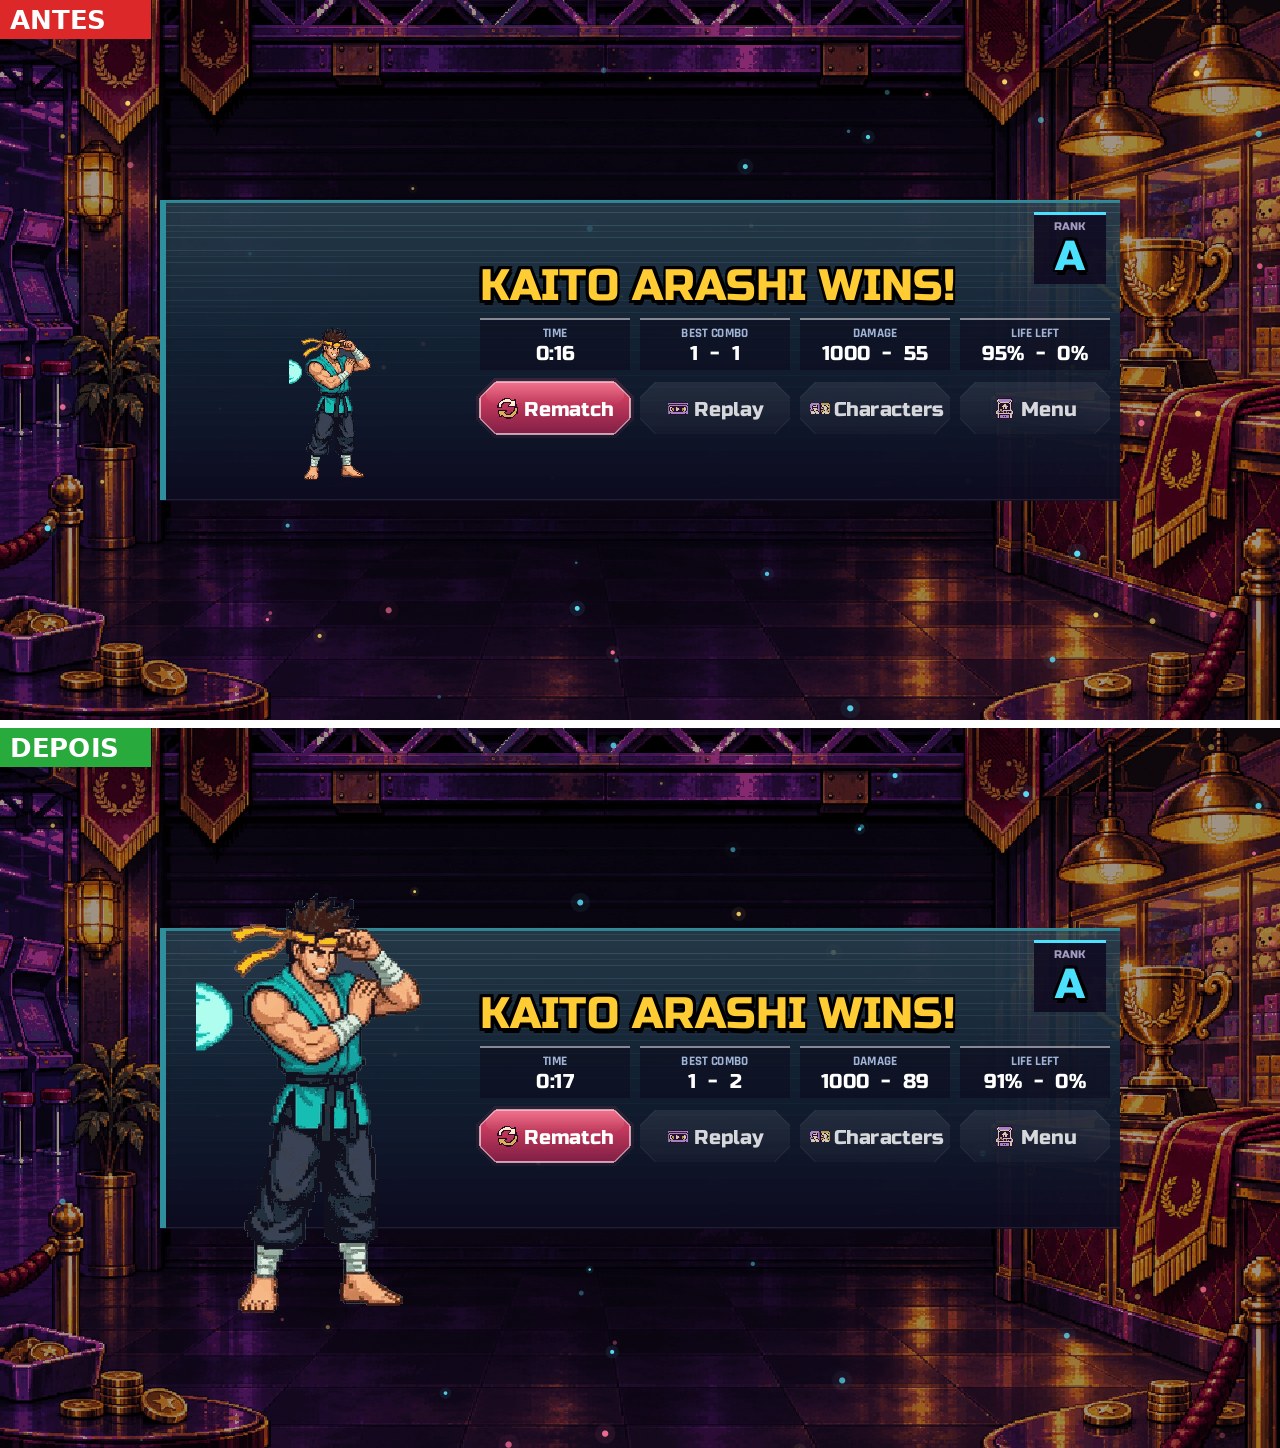 ANTES
RANK
A
KAITO ARASHI WINS!
TIME BEST COMBO DAMAGE LIFE LEFT
0:16 1 - 1 1000 - 55 95% - 0%
Rematch Replay Characters Menu
DEPOIS
RANK
A
KAITO ARASHI WINS!
TIME BEST COMBO DAMAGE LIFE LEFT
0:17 1 - 2 1000 - 89 91% - 0%
Rematch Replay Characters Menu